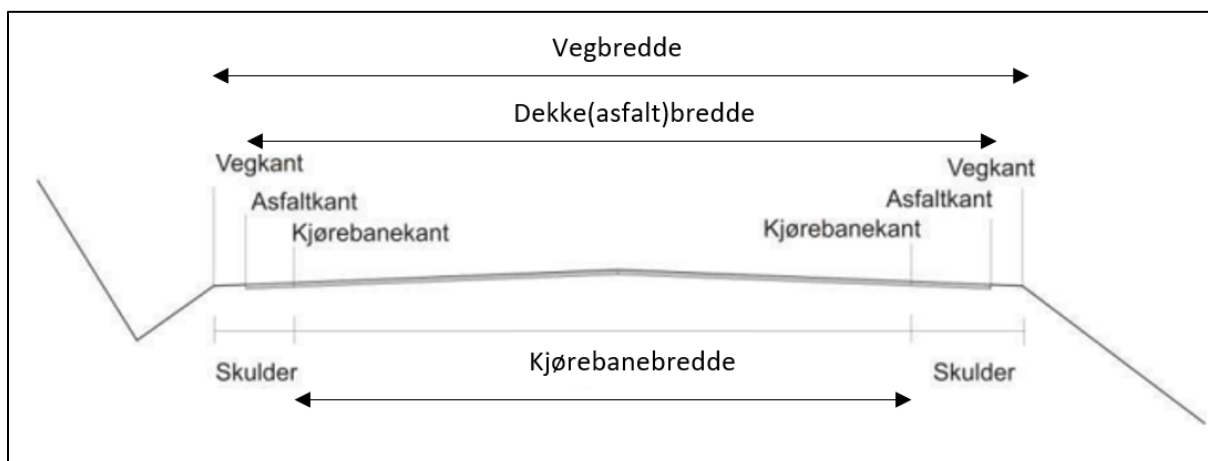 Vegbredde
Dekke(asfalt)bredde
Vegkant
Vegkant
Asfaltkant
Asfaltkant
Kjørebanekant
Kjørebanekant
Kjørebanebredde
Skulder
Skulder